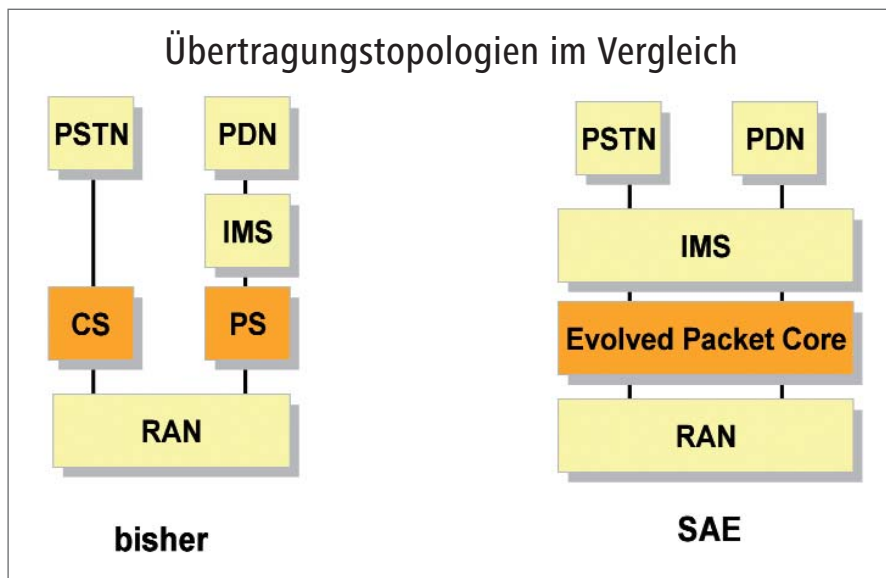 Übertragungstopologien im Vergleich
PSTN
PDN
IMS
CS
PS
RAN
bisher
PSTN
PDN
IMS
Evolved Packet Core
RAN
SAE